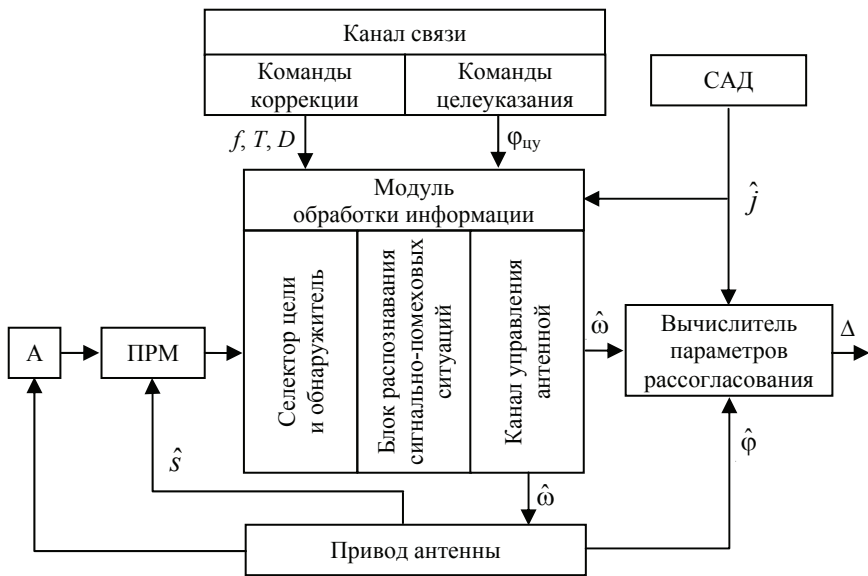 Канал связи
Команды
коррекции
Команды
целеуказания
САД
f, T, D
φцу
Модуль
обработки информации
ĵ
Селектор цели
и обнаружитель
Блок распознавания
сигнально-помеховых
ситуаций
Канал управления
антенной
А
ПРМ
ω̂
Вычислитель
параметров
рассогласования
Δ
ŝ
ω̂
φ̂
Привод антенны